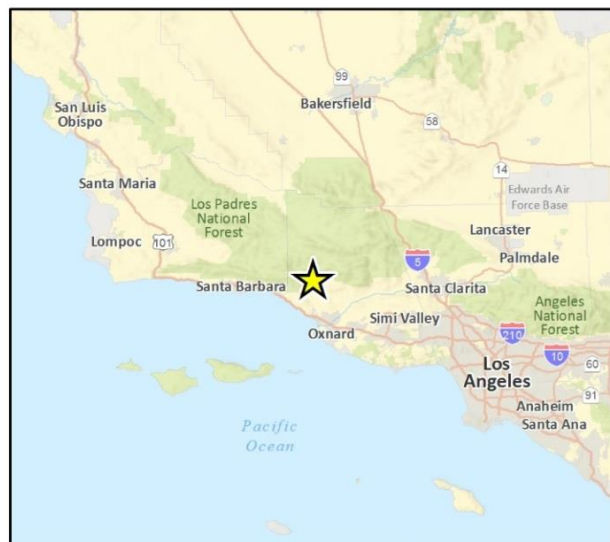 99
Bakersfield
San Luis
Obispo
58
14
Santa Maria
Edwards Air
Force Base
Los Padres
National
Forest
Lancaster
Lompoc
101
Palmdale
5
Santa Barbara
Santa Clarita
Angeles
National
Forest
Simi Valley
Oxnard
210
10
Los
Angeles
60
91
Anaheim
Santa Ana
Pacific
Ocean